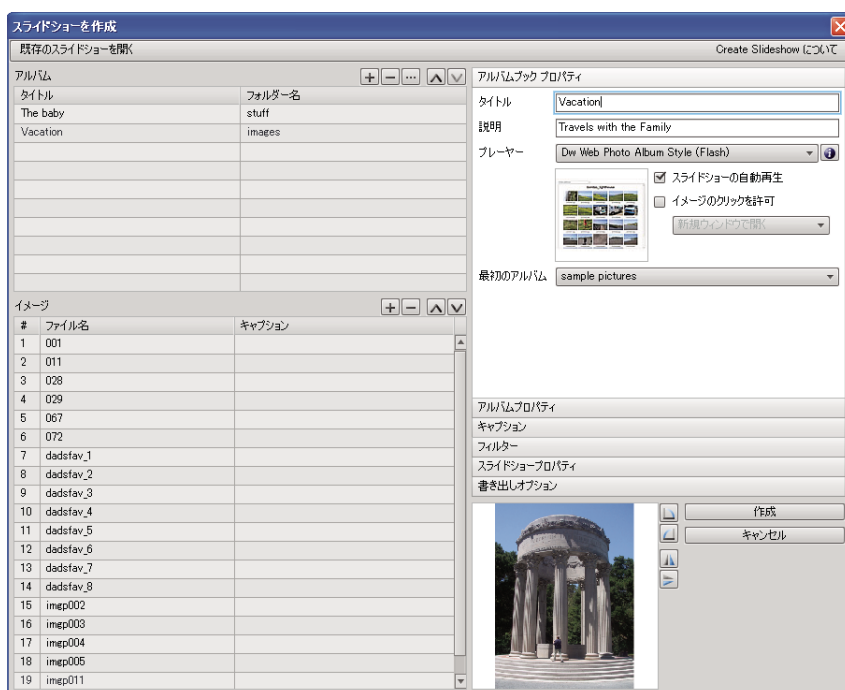 スライドショーを作成
既存のスライドショーを開く
Create Slideshow について
アルバム
タイトル フォルダー名
The baby stuff
Vacation images
イメージ
# ファイル名 キャプション
1 001
2 011
3 028
4 029
5 067
6 072
7 dadsfav_1
8 dadsfav_2
9 dadsfav_3
10 dadsfav_4
11 dadsfav_5
12 dadsfav_6
13 dadsfav_7
14 dadsfav_8
15 imgp002
16 imgp003
17 imgp004
18 imgp005
19 imgp011
アルバムブック プロパティ
タイトル Vacation
説明 Travels with the Family
プレーヤー Dw Web Photo Album Style (Flash)
スライドショーの自動再生
イメージのクリックを許可
新規ウィンドウで開く
最初のアルバム sample pictures
アルバムプロパティ
キャプション
フィルター
スライドショープロパティ
書き出しオプション
作成
キャンセル